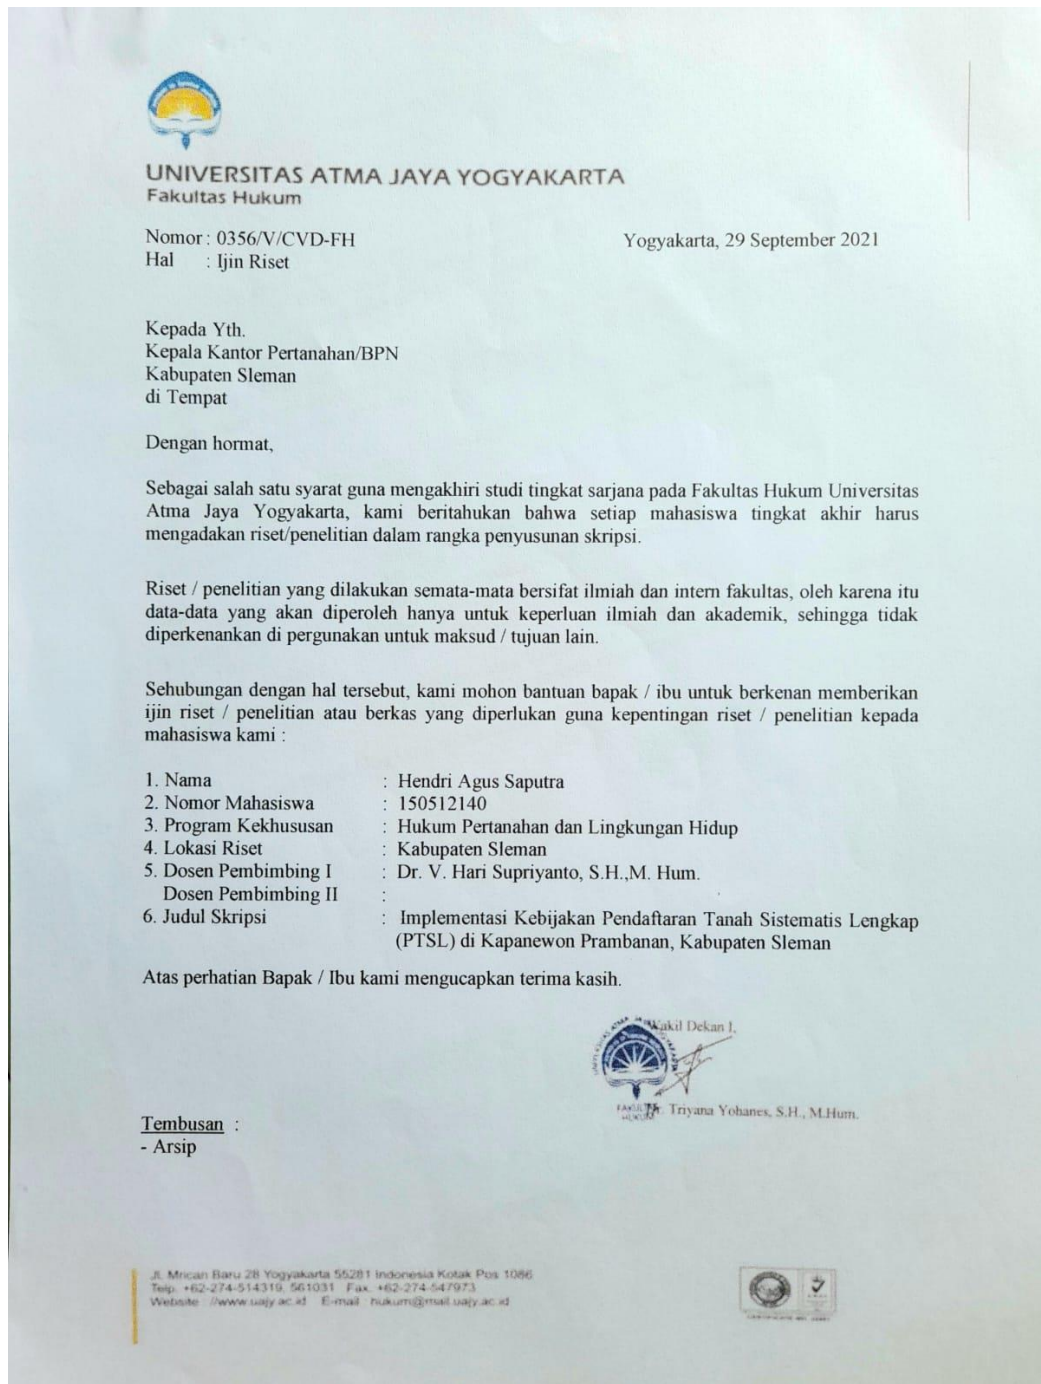 UNIVERSITAS ATMA JAYA YOGYAKARTA
Fakultas Hukum
Nomor : 0356/V/CVD-FH
Yogyakarta, 29 September 2021
Hal : Ijin Riset
Kepada Yth.
Kepala Kantor Pertanahan/BPN
Kabupaten Sleman
di Tempat
Dengan hormat,
Sebagai salah satu syarat guna mengakhiri studi tingkat sarjana pada Fakultas Hukum Universitas
Atma Jaya Yogyakarta, kami beritahukan bahwa setiap mahasiswa tingkat akhir harus
mengadakan riset/penelitian dalam rangka penyusunan skripsi.
Riset / penelitian yang dilakukan semata-mata bersifat ilmiah dan intern fakultas, oleh karena itu
data-data yang akan diperoleh hanya untuk keperluan ilmiah dan akademik, sehingga tidak
diperkenankan di pergunakan untuk maksud / tujuan lain.
Sehubungan dengan hal tersebut, kami mohon bantuan bapak / ibu untuk berkenan memberikan
ijin riset / penelitian atau berkas yang diperlukan guna kepentingan riset / penelitian kepada
mahasiswa kami :
1. Nama : Hendri Agus Saputra
2. Nomor Mahasiswa : 150512140
3. Program Kekhususan : Hukum Pertanahan dan Lingkungan Hidup
4. Lokasi Riset : Kabupaten Sleman
5. Dosen Pembimbing I : Dr. V. Hari Supriyanto, S.H.,M. Hum.
Dosen Pembimbing II :
6. Judul Skripsi : Implementasi Kebijakan Pendaftaran Tanah Sistematis Lengkap
(PTSL) di Kapanewon Prambanan, Kabupaten Sleman
Atas perhatian Bapak / Ibu kami mengucapkan terima kasih.
Wakil Dekan I,
FAKULTAS
HUKUM
Triyana Yohanes, S.H., M.Hum.
Tembusan :
- Arsip
Jl. Mrican Baru 28 Yogyakarta 55281 Indonesia Kotak Pos 1086
Telp. +62-274-514319, 561031 Fax. +62-274-547973
Website : //www.uajy.ac.id E-mail : hukum@mail.uajy.ac.id